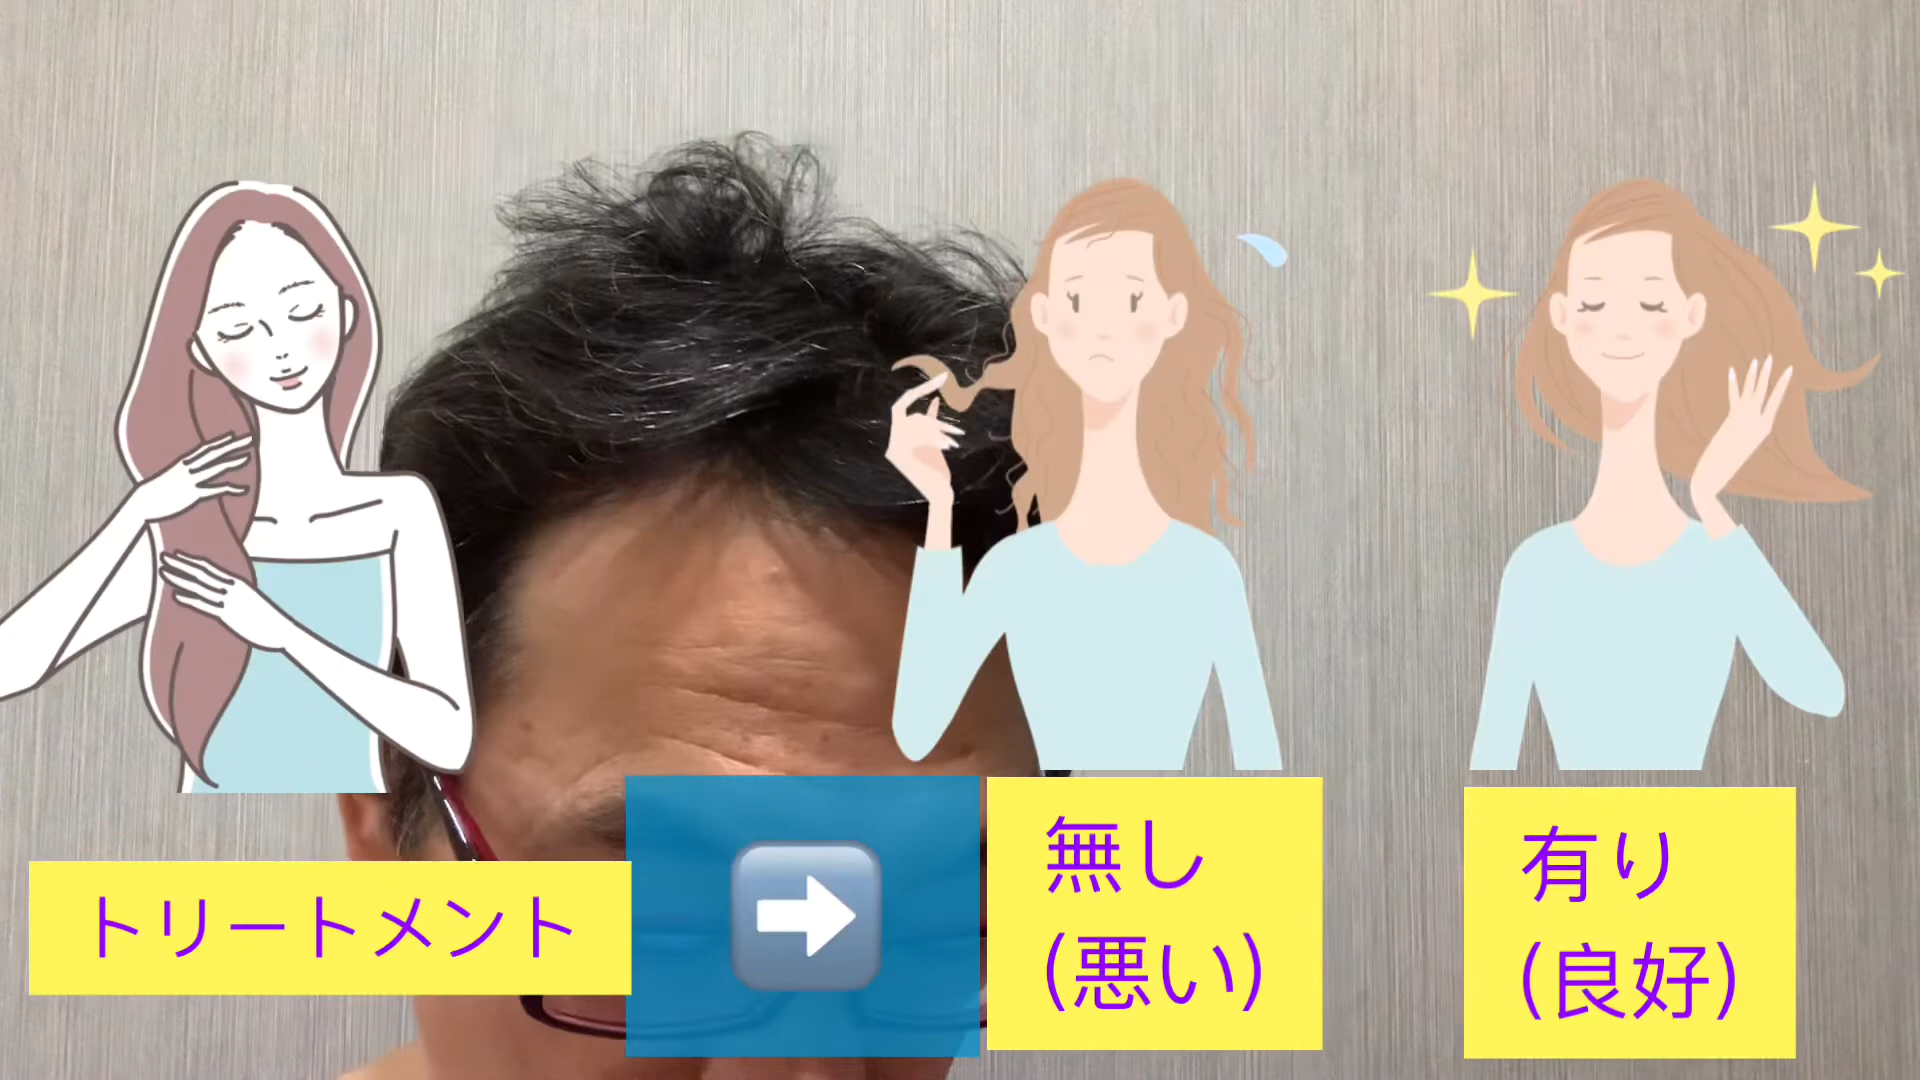 トリートメント
無し
(悪い)
有り
(良好)